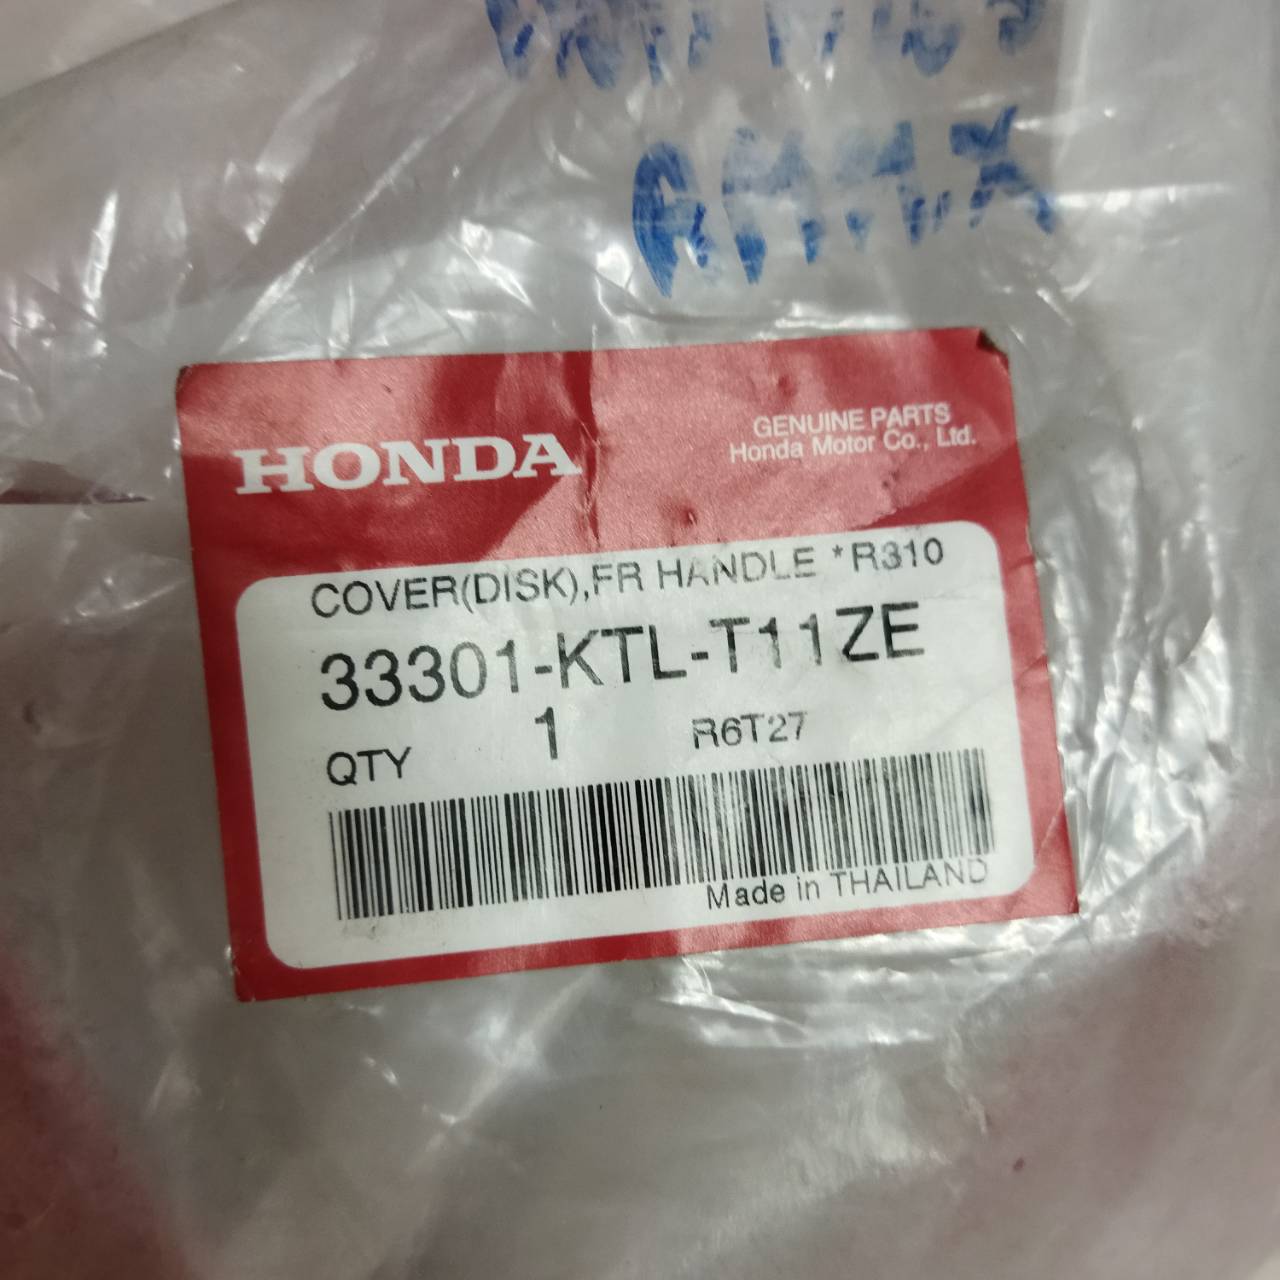 HONDA
GENUINE PARTS
Honda Motor Co., Ltd.
COVER(DISK),FR HANDLE *R310
33301-KTL-T11ZE
QTY 1 R6T27
Made in THAILAND